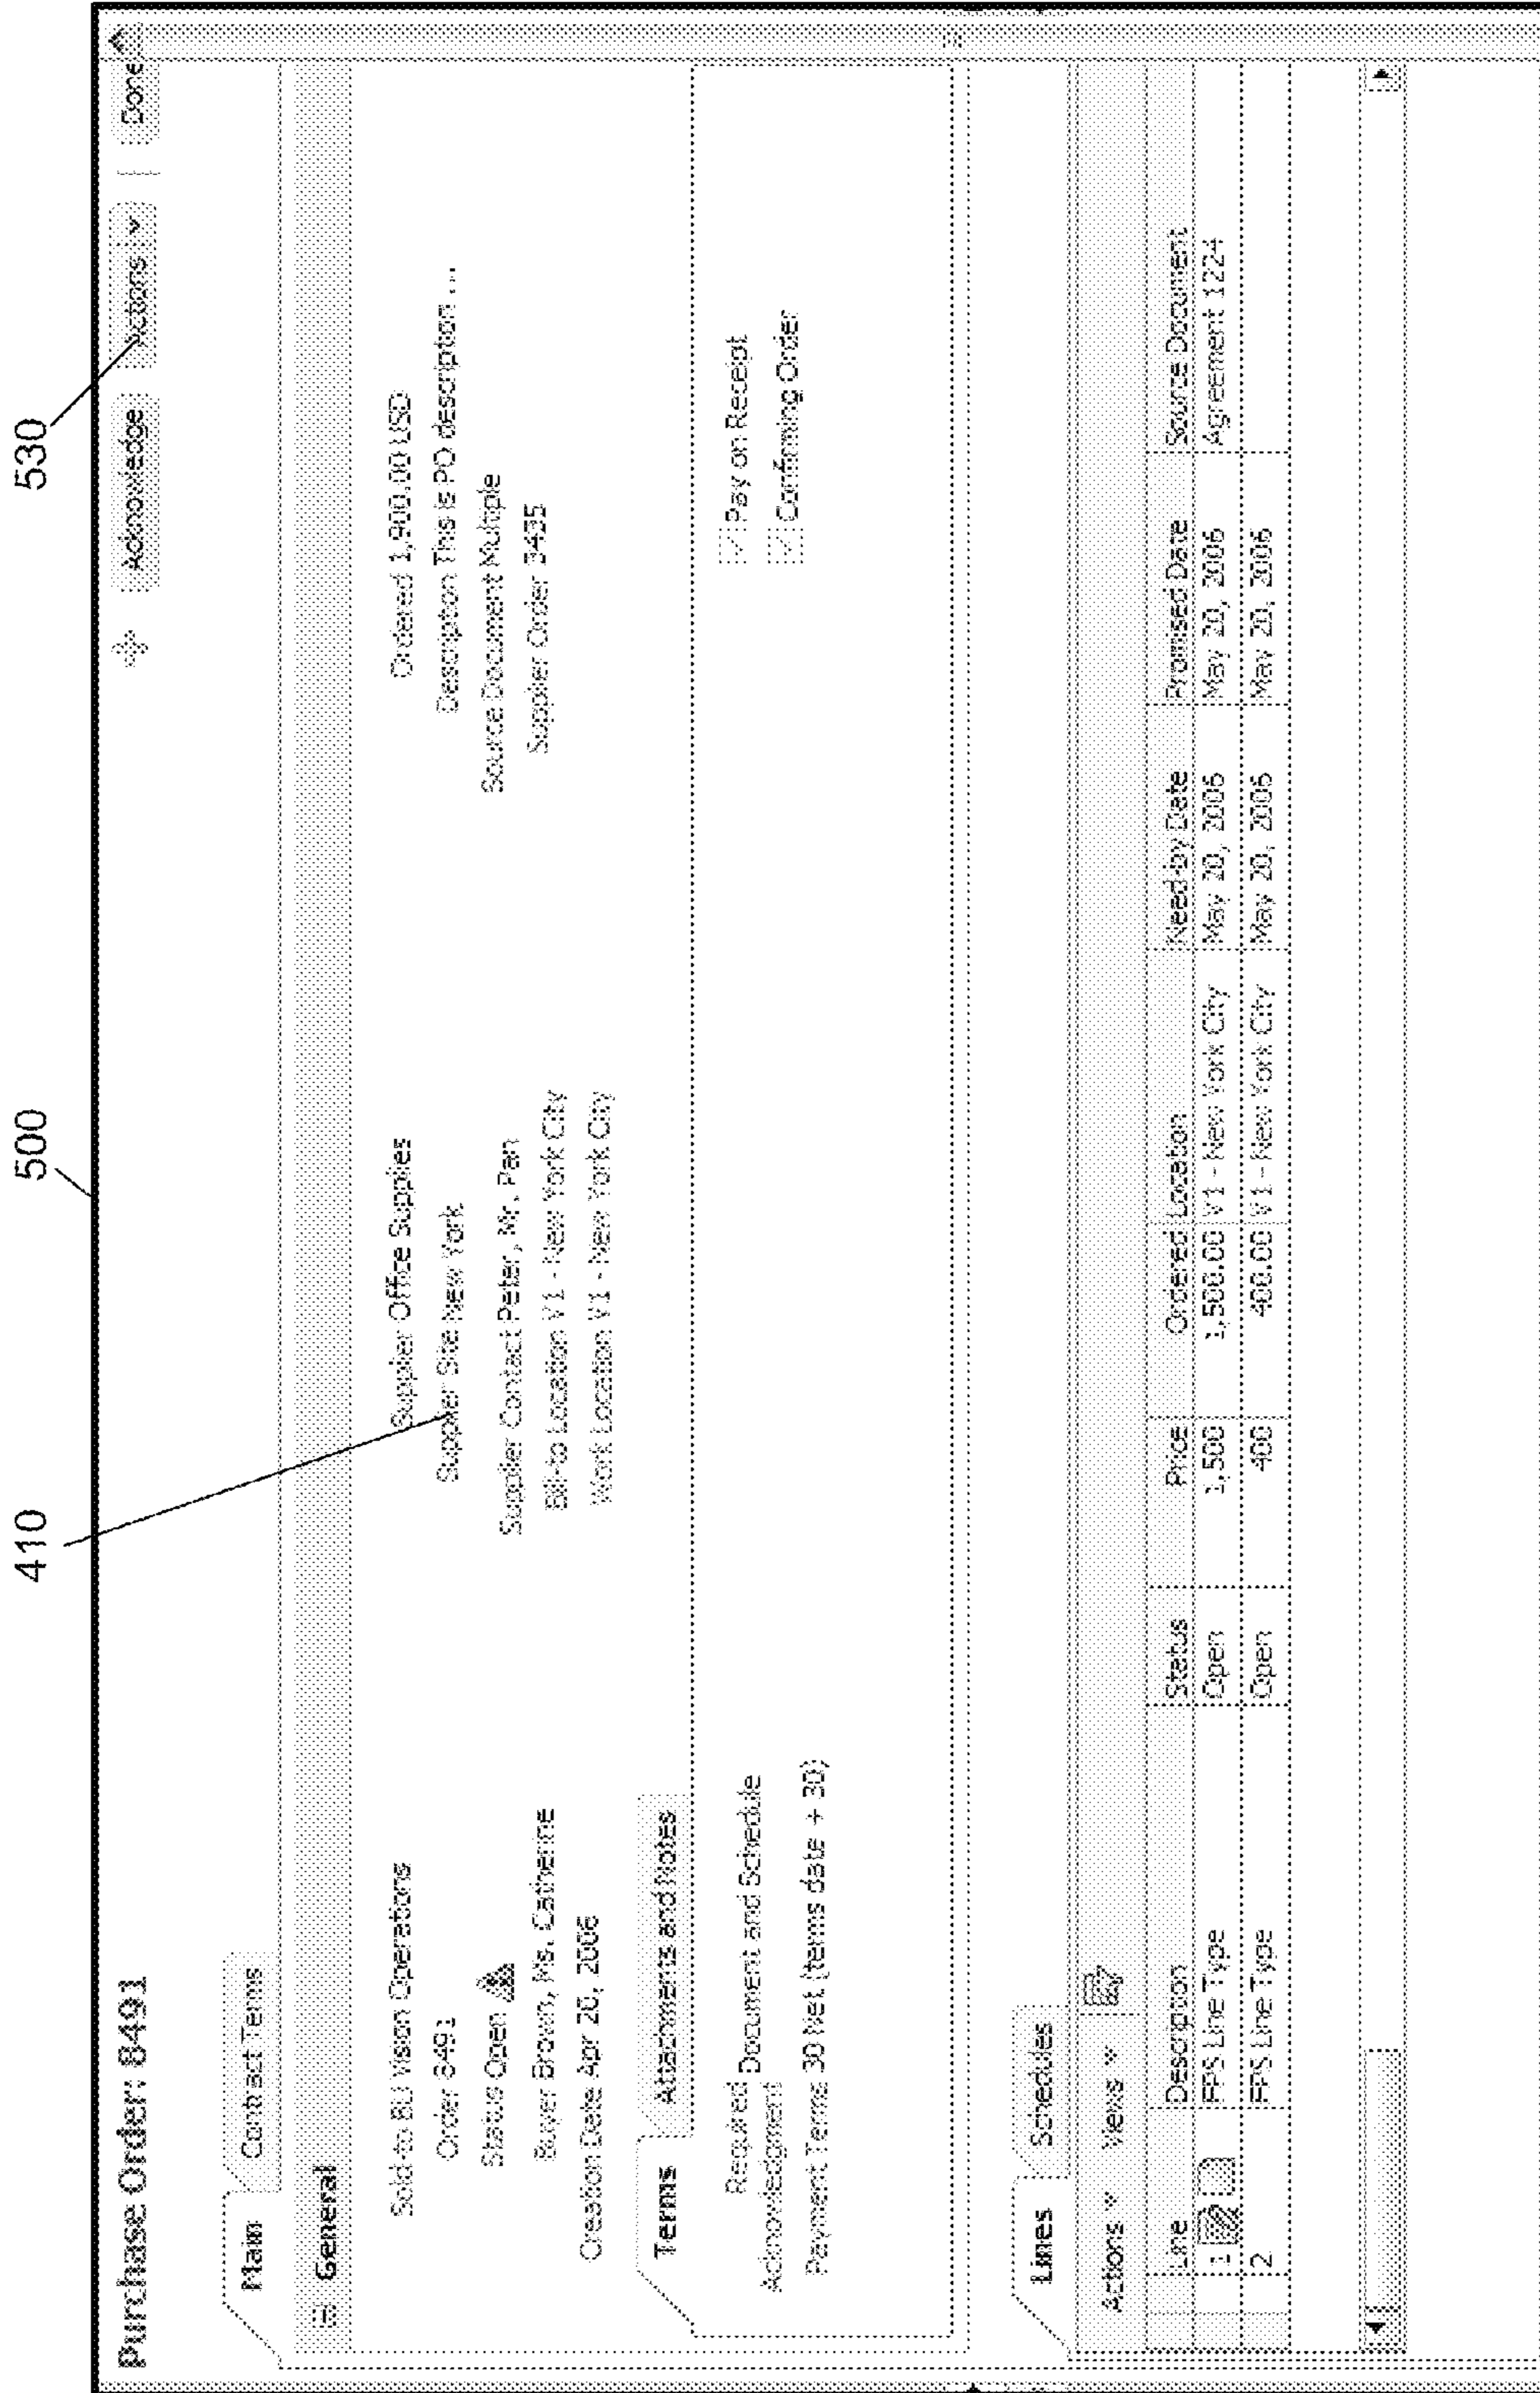 410 500 530
Purchase Order: 8491
Acknowledge Actions Done
Main Contract Terms
General
Sold-to BU Vision Operations
Order 8491
Status Open
Buyer Brown, Ms. Catherine
Creation Date Apr 20, 2006
Supplier Office Supplies
Supplier Site New York
Supplier Contact Peter, Mr. Pan
Bill-to Location V1 - New York City
Work Location V1 - New York City
Ordered 1,900.00 USD
Description This is PO description ...
Source Document Multiple
Supplier Order 3435
Terms Attachments and Notes
Required Acknowledgment Document and Schedule
Payment Terms 30 Net (terms date + 30)
Pay on Receipt
Confirming Order
Lines Schedules
Actions Views
Line Description Status Price Ordered Location Need-by Date Promised Date Source Document
1 FPS Line Type Open 1,500 1,500.00 V1 - New York City May 20, 2006 May 20, 2006 Agreement 1224
2 FPS Line Type Open 400 400.00 V1 - New York City May 20, 2006 May 20, 2006